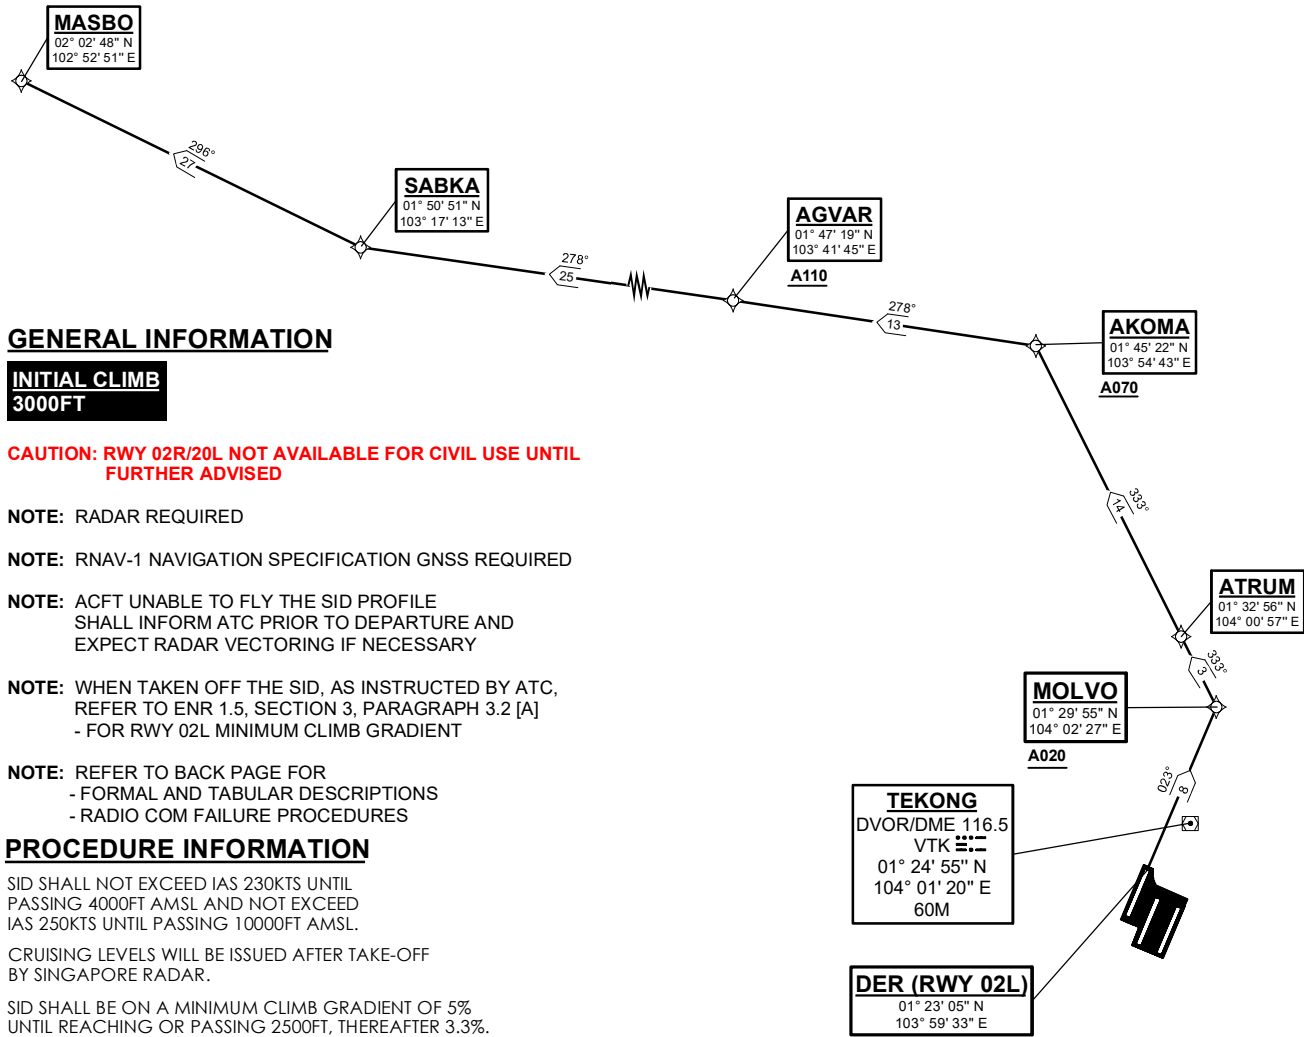 MASBO
02° 02' 48" N
102° 52' 51" E
296°
27
SABKA
01° 50' 51" N
103° 17' 13" E
278°
25
AGVAR
01° 47' 19" N
103° 41' 45" E
A110
278°
13
AKOMA
01° 45' 22" N
103° 54' 43" E
A070
333°
14
ATRUM
01° 32' 56" N
104° 00' 57" E
333°
3
MOLVO
01° 29' 55" N
104° 02' 27" E
A020
023°
8
TEKONG
DVOR/DME 116.5
VTK
01° 24' 55" N
104° 01' 20" E
60M
DER (RWY 02L)
01° 23' 05" N
103° 59' 33" E
GENERAL INFORMATION
INITIAL CLIMB
3000FT
CAUTION: RWY 02R/20L NOT AVAILABLE FOR CIVIL USE UNTIL
FURTHER ADVISED
NOTE: RADAR REQUIRED
NOTE: RNAV-1 NAVIGATION SPECIFICATION GNSS REQUIRED
NOTE: ACFT UNABLE TO FLY THE SID PROFILE
SHALL INFORM ATC PRIOR TO DEPARTURE AND
EXPECT RADAR VECTORING IF NECESSARY
NOTE: WHEN TAKEN OFF THE SID, AS INSTRUCTED BY ATC,
REFER TO ENR 1.5, SECTION 3, PARAGRAPH 3.2 [A]
- FOR RWY 02L MINIMUM CLIMB GRADIENT
NOTE: REFER TO BACK PAGE FOR
- FORMAL AND TABULAR DESCRIPTIONS
- RADIO COM FAILURE PROCEDURES
PROCEDURE INFORMATION
SID SHALL NOT EXCEED IAS 230KTS UNTIL
PASSING 4000FT AMSL AND NOT EXCEED
IAS 250KTS UNTIL PASSING 10000FT AMSL.
CRUISING LEVELS WILL BE ISSUED AFTER TAKE-OFF
BY SINGAPORE RADAR.
SID SHALL BE ON A MINIMUM CLIMB GRADIENT OF 5%
UNTIL REACHING OR PASSING 2500FT, THEREAFTER 3.3%.